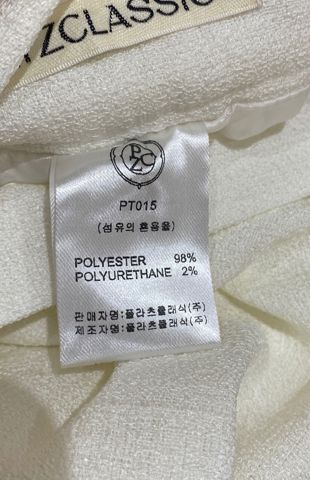 ZCLASSIC
PZC
PT015
(섬유의 혼용율)
POLYESTER 98%
POLYURETHANE 2%
판매자명:플라츠클래식(주)
제조자명:플라츠클래식(주)